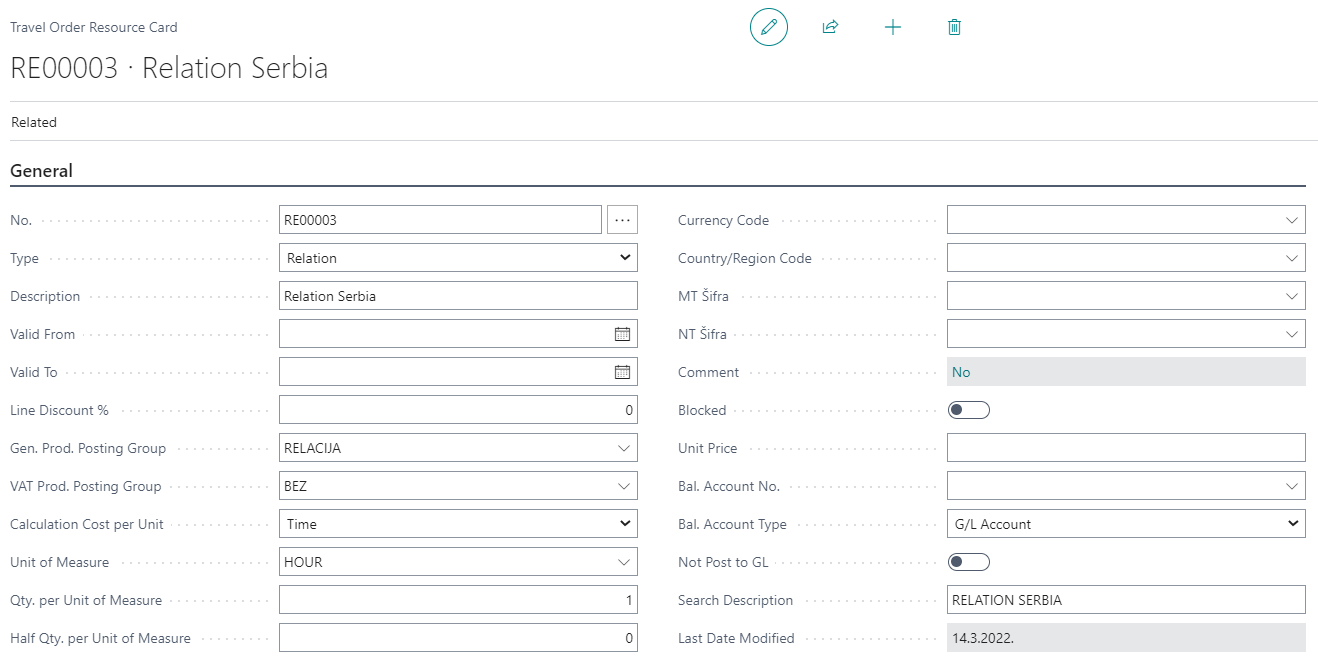 Travel Order Resource Card
RE00003 · Relation Serbia
Related
General
No. RE00003 ...
Type Relation
Description Relation Serbia
Valid From
Valid To
Line Discount % 0
Gen. Prod. Posting Group RELACIJA
VAT Prod. Posting Group BEZ
Calculation Cost per Unit Time
Unit of Measure HOUR
Qty. per Unit of Measure 1
Half Qty. per Unit of Measure 0
Currency Code
Country/Region Code
MT Šifra
NT Šifra
Comment No
Blocked
Unit Price
Bal. Account No.
Bal. Account Type G/L Account
Not Post to GL
Search Description RELATION SERBIA
Last Date Modified 14.3.2022.